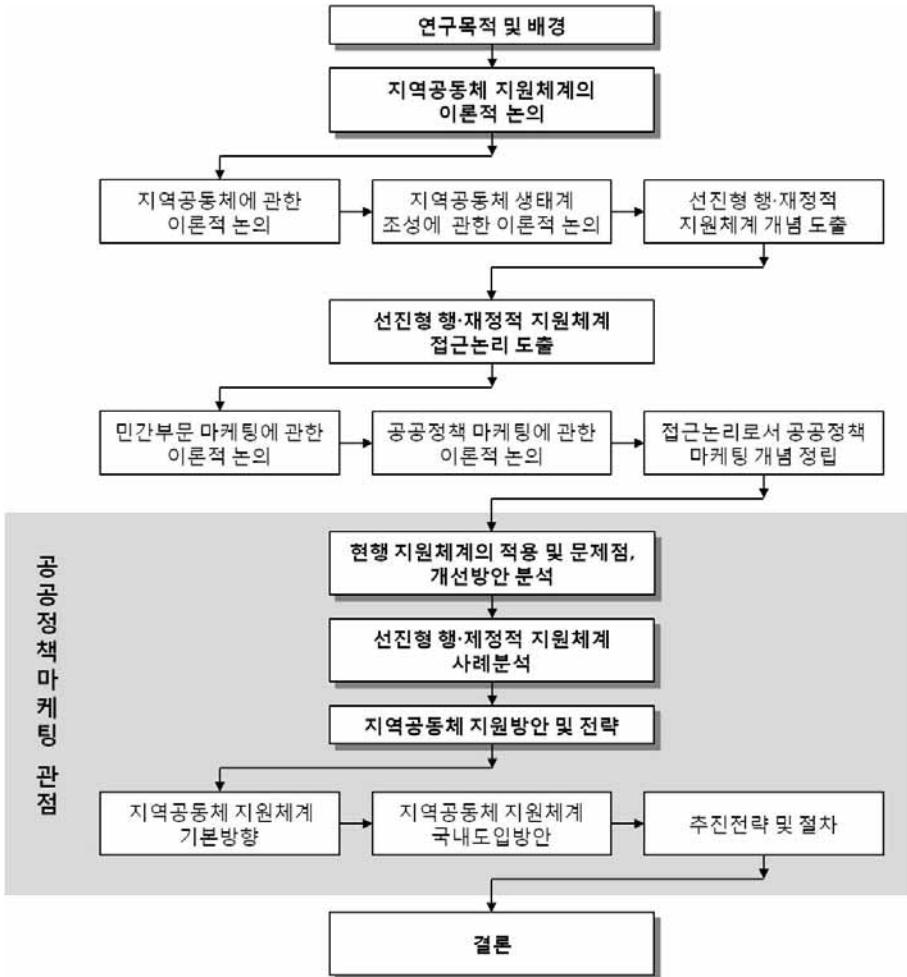 연구목적 및 배경
지역공동체 지원체계의
이론적 논의
지역공동체에 관한
이론적 논의
지역공동체 생태계
조성에 관한 이론적 논의
선진형 행·재정적
지원체계 개념 도출
선진형 행·재정적 지원체계
접근논리 도출
민간부문 마케팅에 관한
이론적 논의
공공정책 마케팅에 관한
이론적 논의
접근논리로서 공공정책
마케팅 개념 정립
공공정책마케팅 관점
현행 지원체계의 적용 및 문제점,
개선방안 분석
선진형 행·제정적 지원체계
사례분석
지역공동체 지원방안 및 전략
지역공동체 지원체계
기본방향
지역공동체 지원체계
국내도입방안
추진전략 및 절차
결론